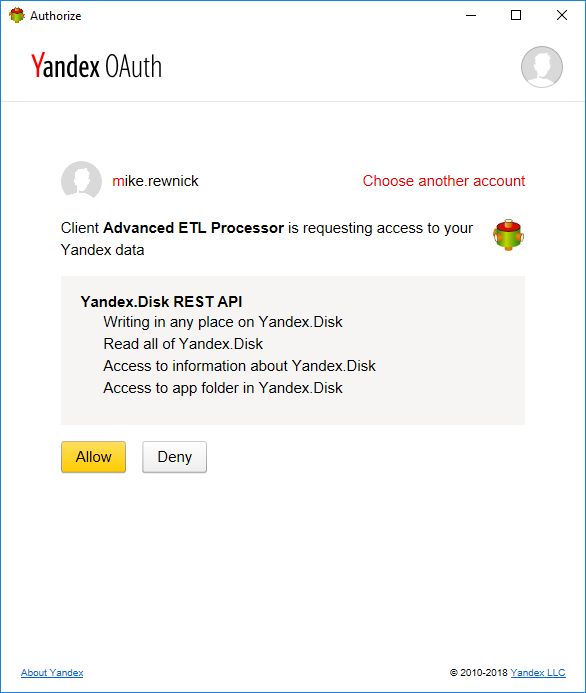 Authorize
Yandex OAuth
mike.rewnick
Choose another account
Client Advanced ETL Processor is requesting access to your
Yandex data
Yandex.Disk REST API
Writing in any place on Yandex.Disk
Read all of Yandex.Disk
Access to information about Yandex.Disk
Access to app folder in Yandex.Disk
Allow
Deny
About Yandex
© 2010-2018 Yandex LLC